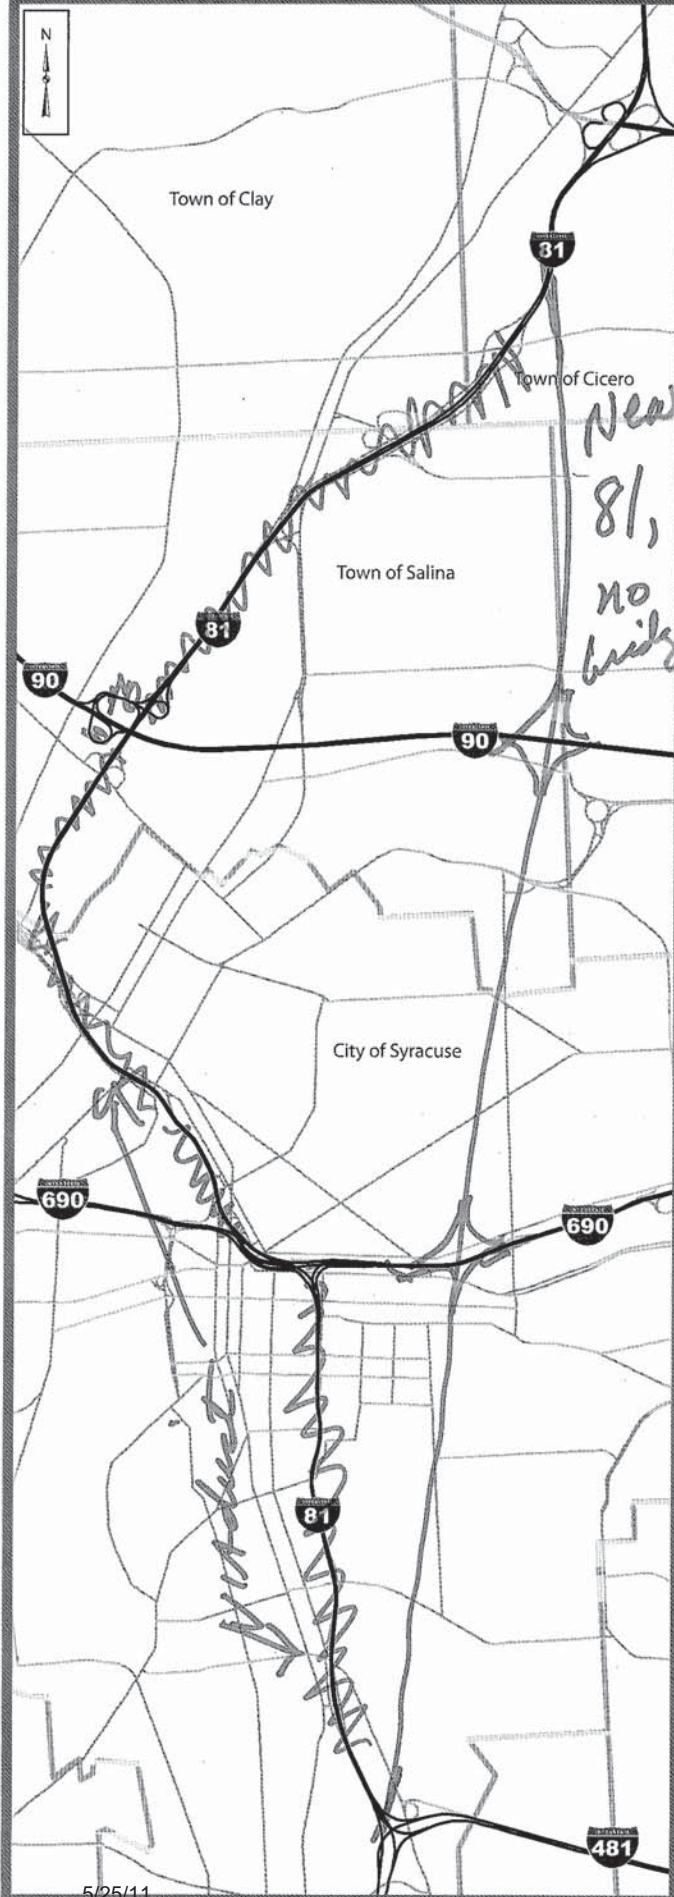 N
Town of Clay
81
Town of Cicero
New
81,
no
Town of Salina
81
90
90
City of Syracuse
690
690
Viaduct
81
481
5/25/11